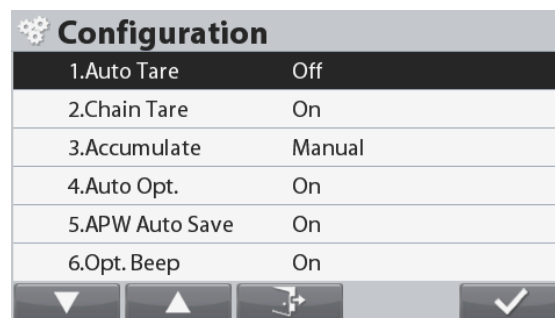 Configuration
1.Auto Tare Off
2.Chain Tare On
3.Accumulate Manual
4.Auto Opt. On
5.APW Auto Save On
6.Opt. Beep On